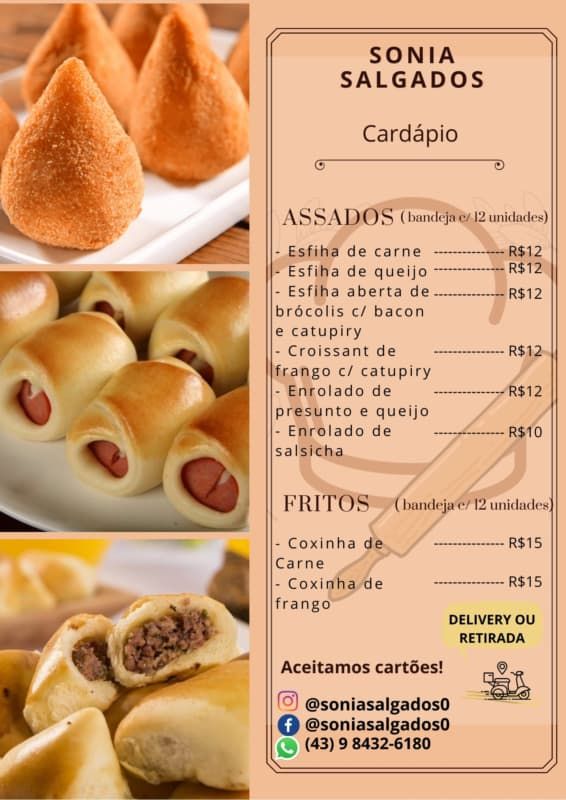 SONIA
SALGADOS
Cardápio
ASSADOS ( bandeja c/ 12 unidades)
- Esfiha de carne --------------- R$12
- Esfiha de queijo --------------- R$12
- Esfiha aberta de --------------- R$12
brócolis c/ bacon
e catupiry
- Croissant de --------------- R$12
frango c/ catupiry
- Enrolado de --------------- R$12
presunto e queijo
- Enrolado de --------------- R$10
salsicha
FRITOS ( bandeja c/ 12 unidades)
- Coxinha de --------------- R$15
Carne
- Coxinha de --------------- R$15
frango
DELIVERY OU
RETIRADA
Aceitamos cartões!
@soniasalgados0
@soniasalgados0
(43) 9 8432-6180